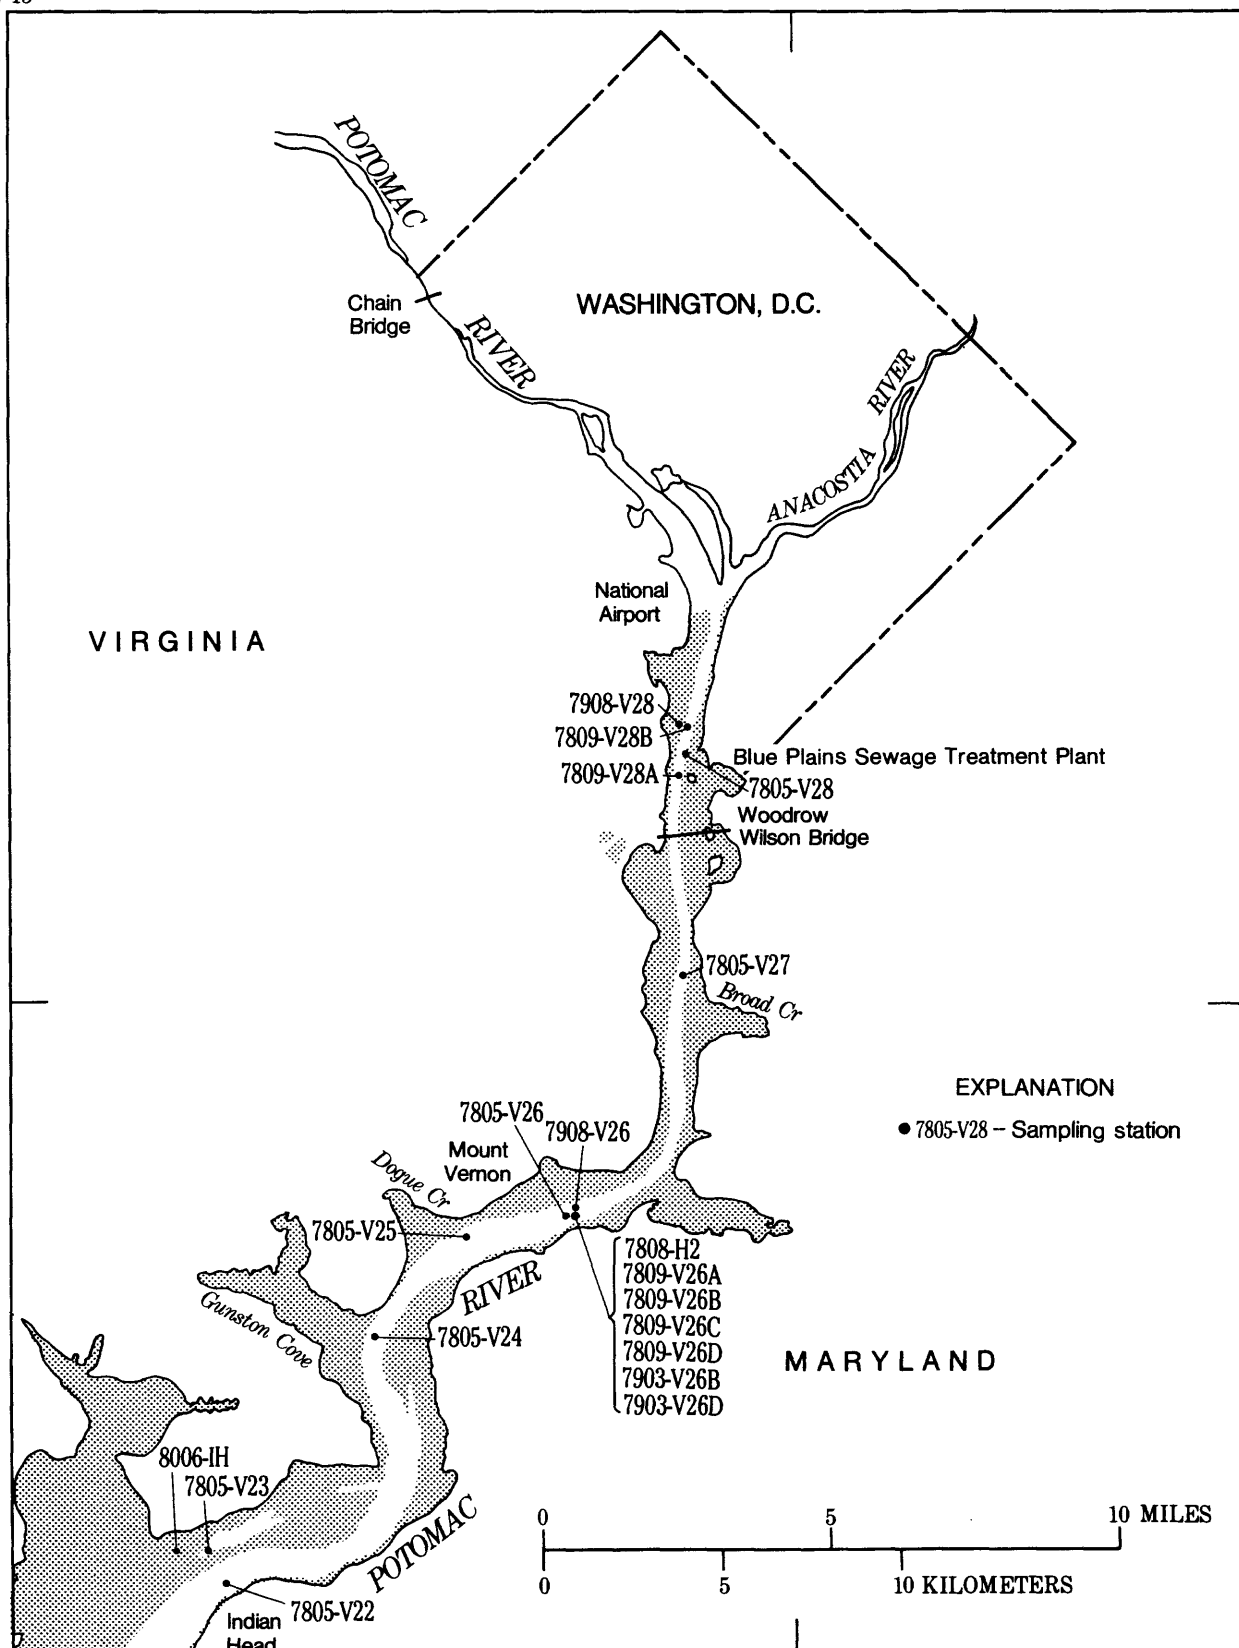 POTOMAC
Chain
Bridge
RIVER
WASHINGTON, D.C.
ANACOSTIA RIVER
National
Airport
VIRGINIA
7908-V28
7809-V28B
Blue Plains Sewage Treatment Plant
7809-V28A
7805-V28
Woodrow
Wilson Bridge
7805-V27
Broad Cr
EXPLANATION
7805-V28 – Sampling station
7805-V26
7908-V26
Mount
Vernon
Dogue Cr
7805-V25
7808-H2
7809-V26A
7809-V26B
7809-V26C
7809-V26D
7903-V26B
7903-V26D
RIVER
Gunston Cove
7805-V24
MARYLAND
8006-IH
7805-V23
POTOMAC
0 5 10 MILES
0 5 10 KILOMETERS
7805-V22
Indian
Head